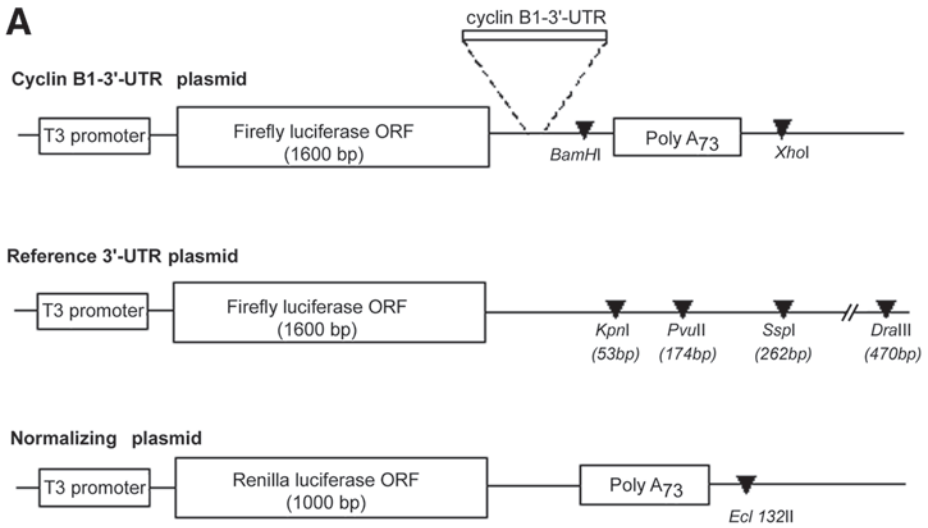 A
cyclin B1-3'-UTR
Cyclin B1-3'-UTR plasmid
T3 promoter
Firefly luciferase ORF
(1600 bp)
BamHI
Poly A73
XhoI
Reference 3'-UTR plasmid
T3 promoter
Firefly luciferase ORF
(1600 bp)
KpnI
(53bp)
PvuII
(174bp)
SspI
(262bp)
DraIII
(470bp)
Normalizing plasmid
T3 promoter
Renilla luciferase ORF
(1000 bp)
Poly A73
Ecl 132II